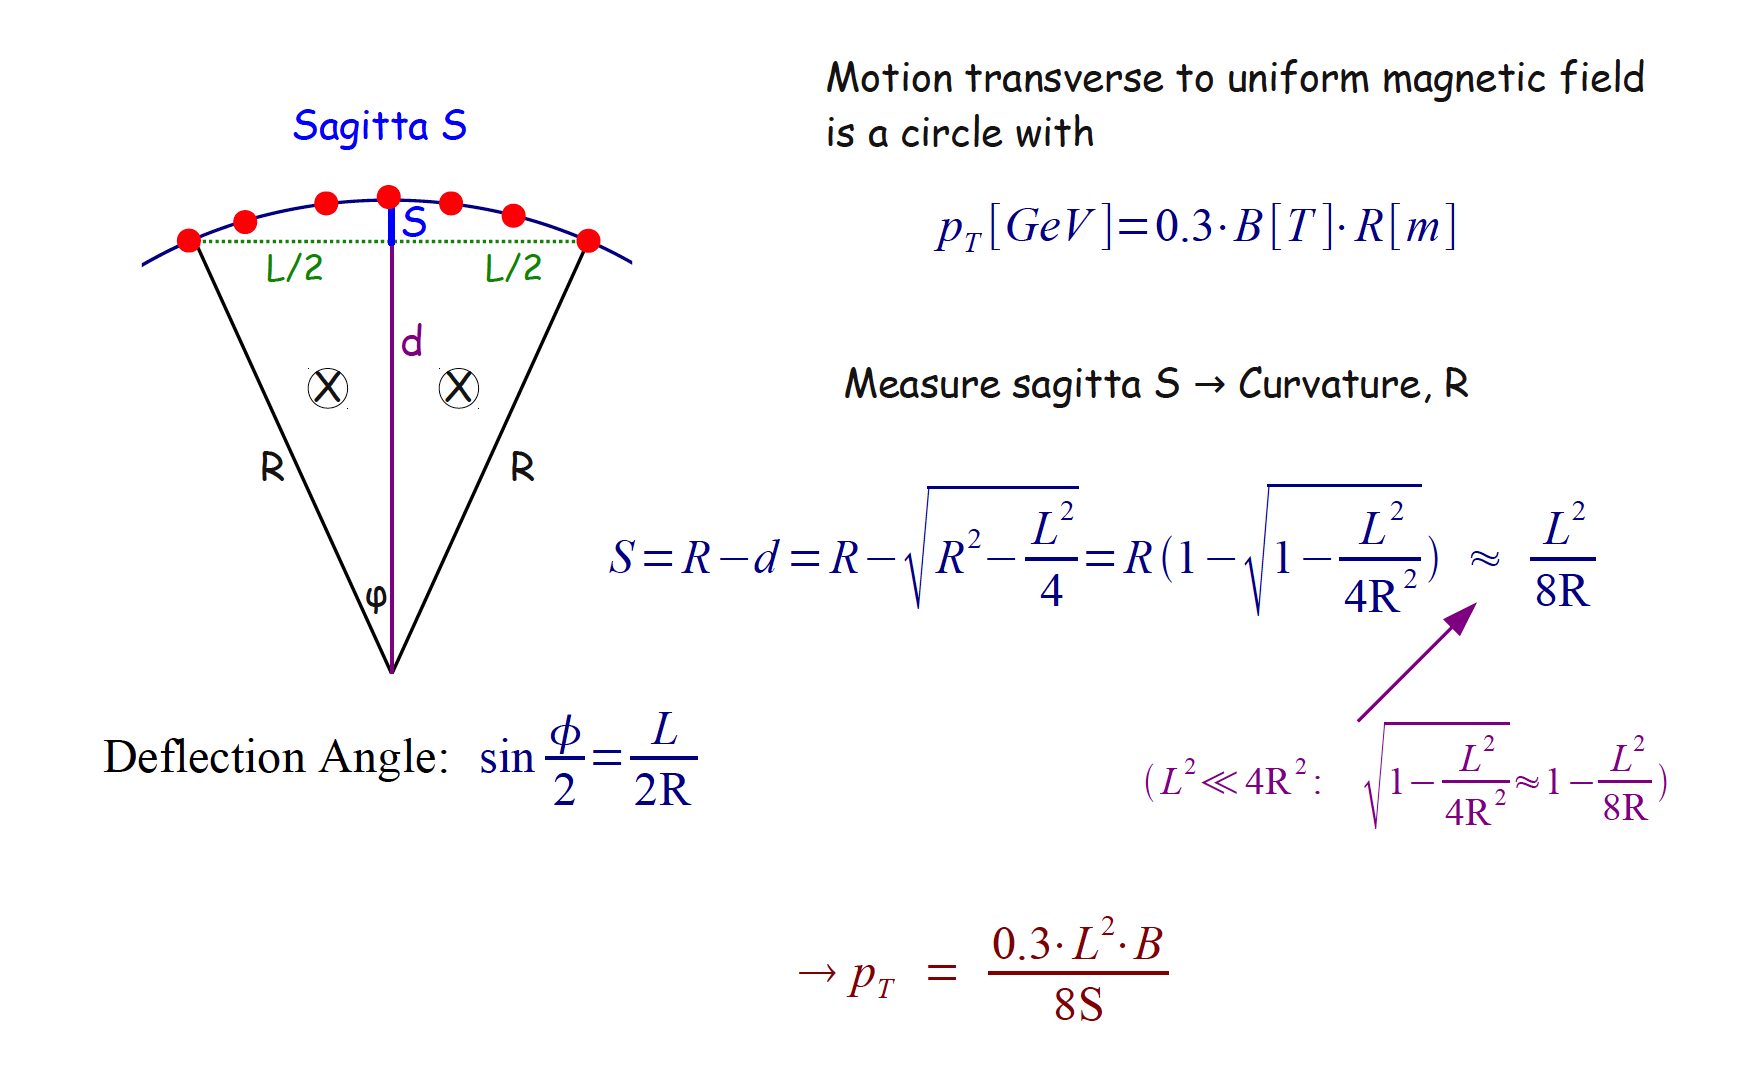 Sagitta S
S
L/2 L/2
d
X X
R R
φ
Deflection Angle: sin ϕ/2 = L/2R
Motion transverse to uniform magnetic field
is a circle with
p_T [GeV] = 0.3 · B[T] · R[m]
Measure sagitta S → Curvature, R
S = R − d = R − √(R² − L²/4) = R(1 − √(1 − L²/4R²)) ≈ L²/8R
(L² ≪ 4R²: √(1 − L²/4R²) ≈ 1 − L²/8R)
→ p_T = 0.3 · L² · B / 8S